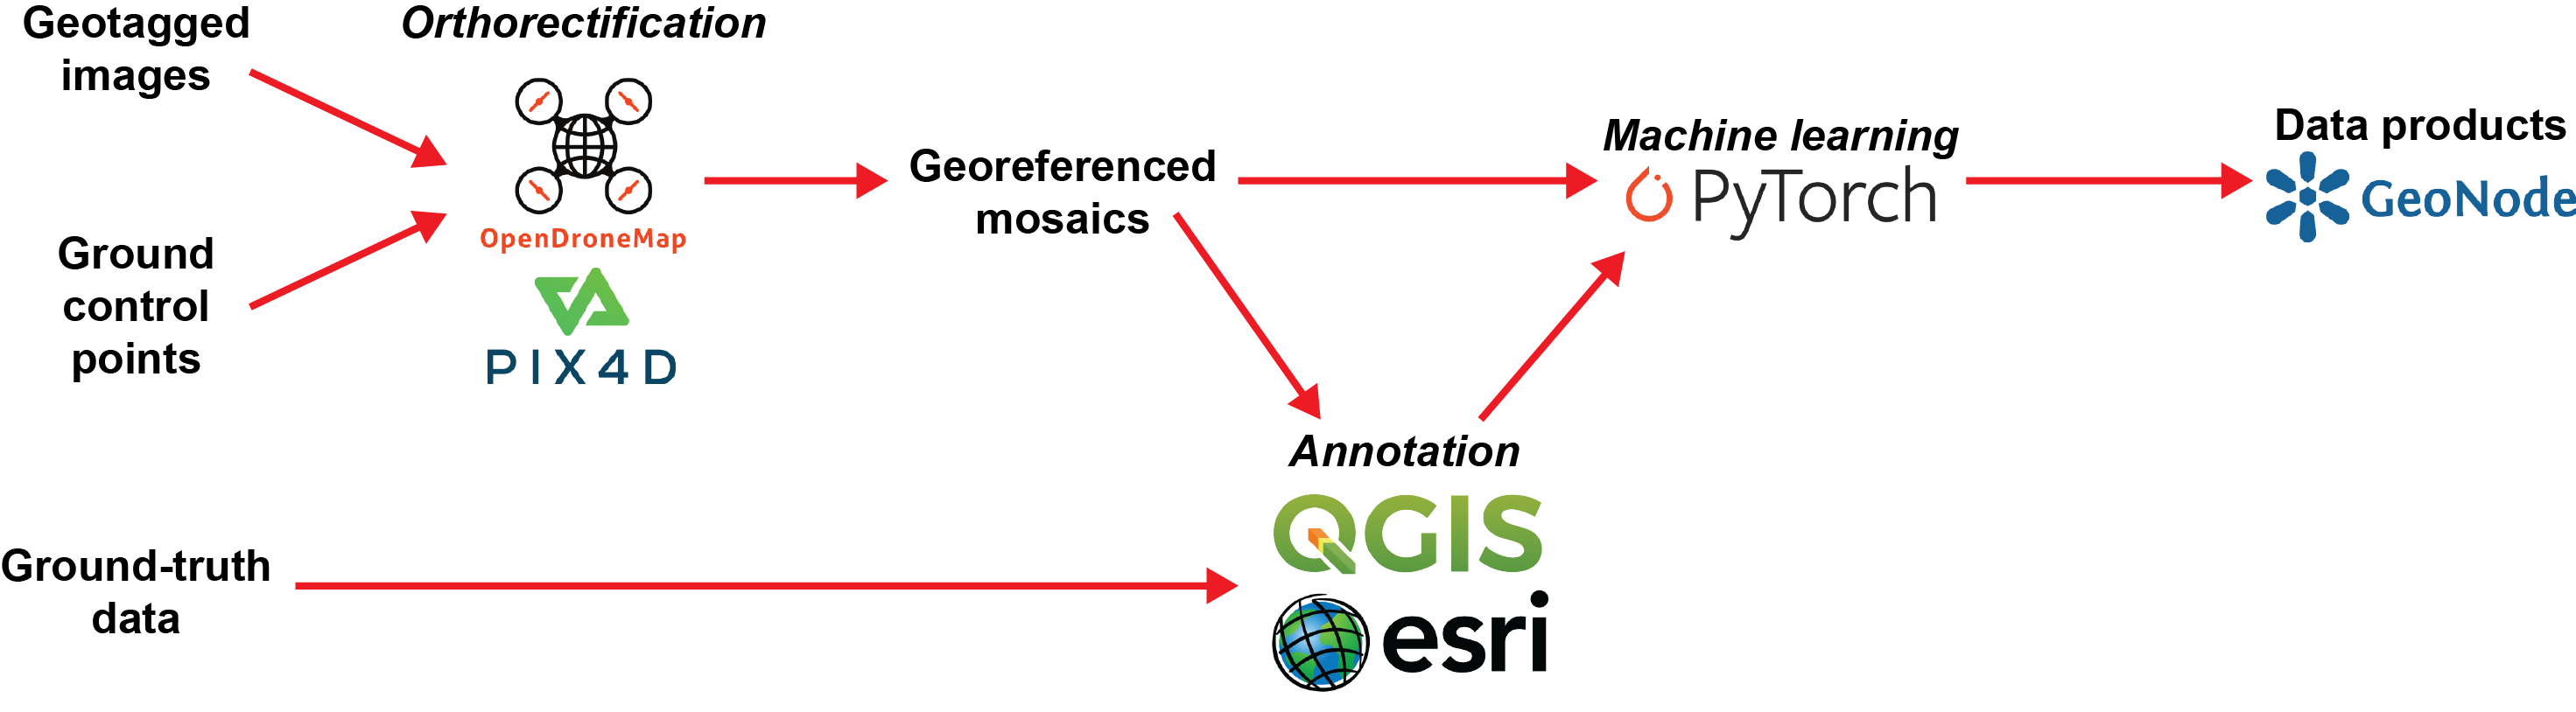 Geotagged
images
Ground
control
points
Ground-truth
data
Orthorectification
OpenDroneMap
PIX4D
Georeferenced
mosaics
Annotation
QGIS
esri
Machine learning
PyTorch
Data products
GeoNode